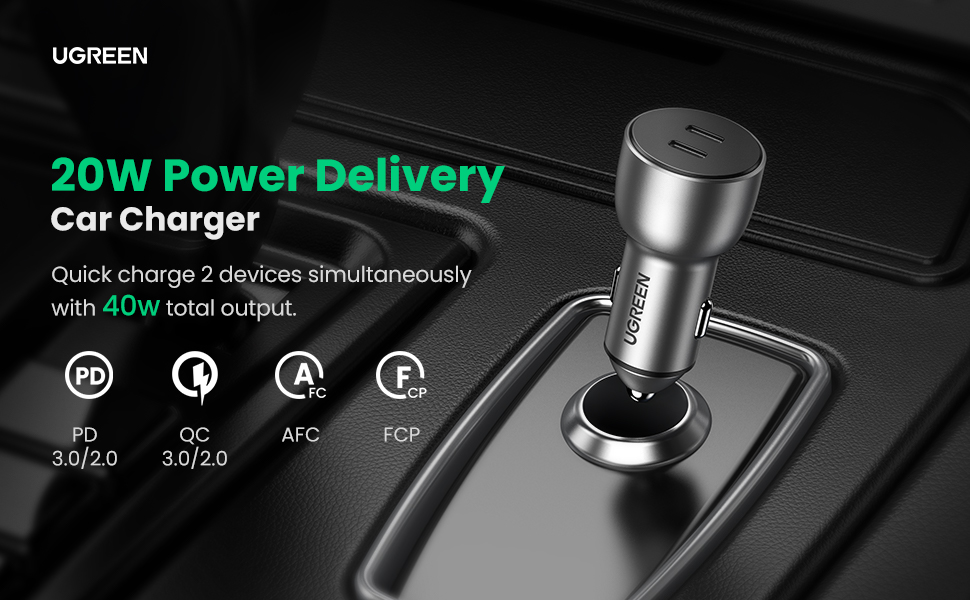 UGREEN
20W Power Delivery
Car Charger
Quick charge 2 devices simultaneously
with 40w total output.
PD
A FC
F CP
PD
3.0/2.0
QC
3.0/2.0
AFC
FCP
UGREEN